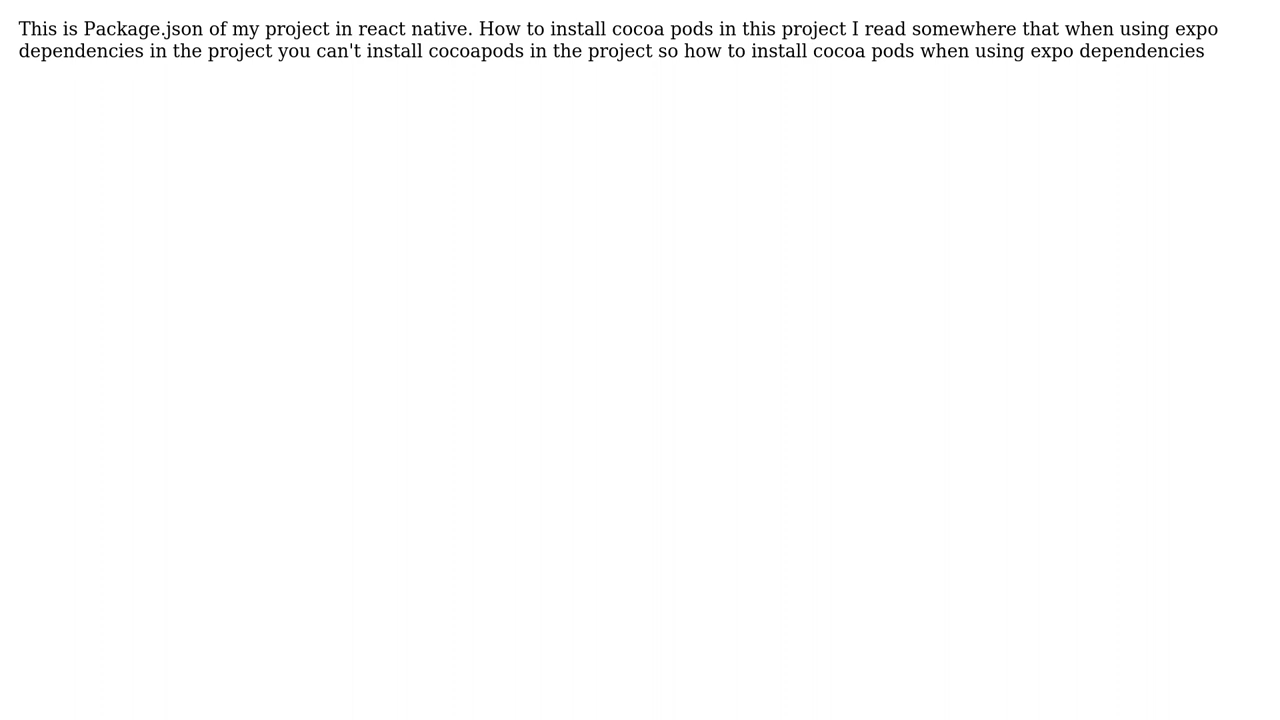 This is Package.json of my project in react native. How to install cocoa pods in this project I read somewhere that when using expo
dependencies in the project you can't install cocoapods in the project so how to install cocoa pods when using expo dependencies